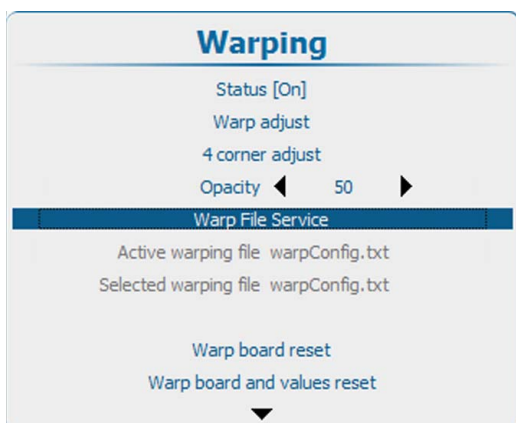 Warping
Status [On]
Warp adjust
4 corner adjust
Opacity 50
Warp File Service
Active warping file warpConfig.txt
Selected warping file warpConfig.txt
Warp board reset
Warp board and values reset